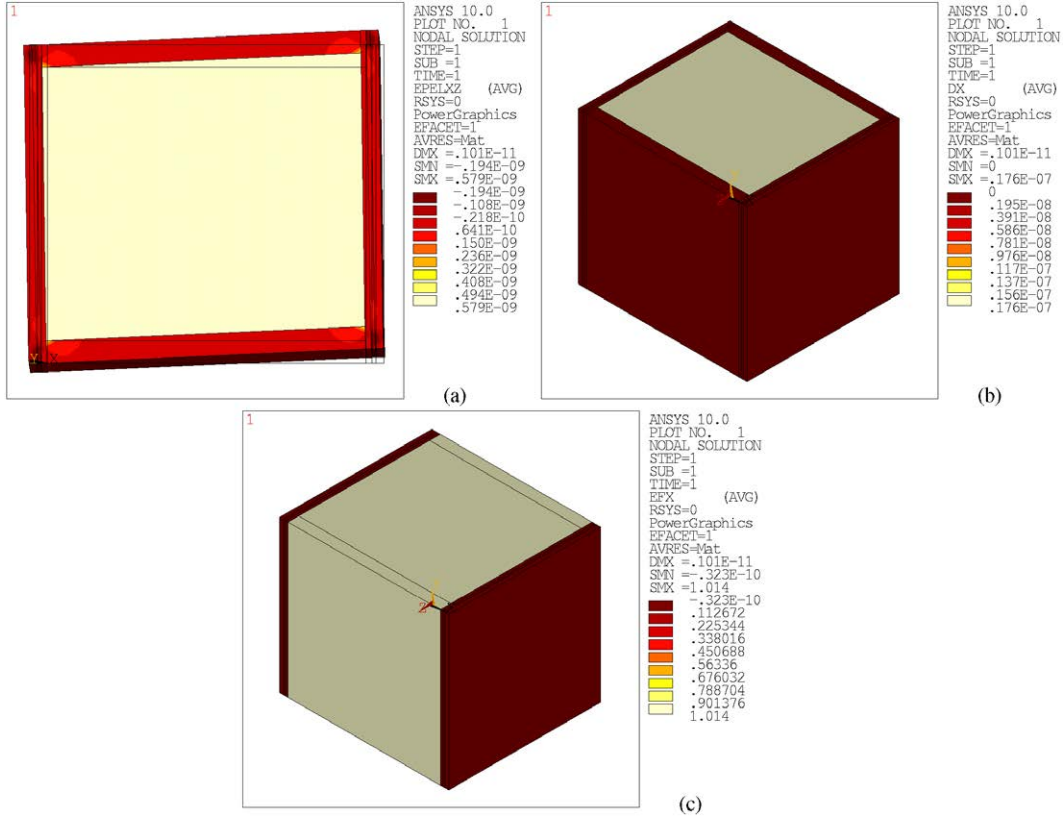 1
ANSYS 10.0
PLOT NO. 1
NODAL SOLUTION
STEP=1
SUB =1
TIME=1
EPELXZ (AVG)
RSYS=0
PowerGraphics
EFACET=1
AVRES=Mat
DMX =.101E-11
SMN =-.194E-09
SMX =.579E-09
-.194E-09
-.108E-09
-.218E-10
.641E-10
.150E-09
.236E-09
.322E-09
.408E-09
.494E-09
.579E-09
Y X
(a)
1
ANSYS 10.0
PLOT NO. 1
NODAL SOLUTION
STEP=1
SUB =1
TIME=1
DX (AVG)
RSYS=0
PowerGraphics
EFACET=1
AVRES=Mat
DMX =.101E-11
SMN =0
SMX =.176E-07
0
.195E-08
.391E-08
.586E-08
.781E-08
.976E-08
.117E-07
.137E-07
.156E-07
.176E-07
(b)
1
ANSYS 10.0
PLOT NO. 1
NODAL SOLUTION
STEP=1
SUB =1
TIME=1
EFX (AVG)
RSYS=0
PowerGraphics
EFACET=1
AVRES=Mat
DMX =.101E-11
SMN =-.323E-10
SMX =1.014
-.323E-10
.112672
.225344
.338016
.450688
.56336
.676032
.788704
.901376
1.014
Z
(c)